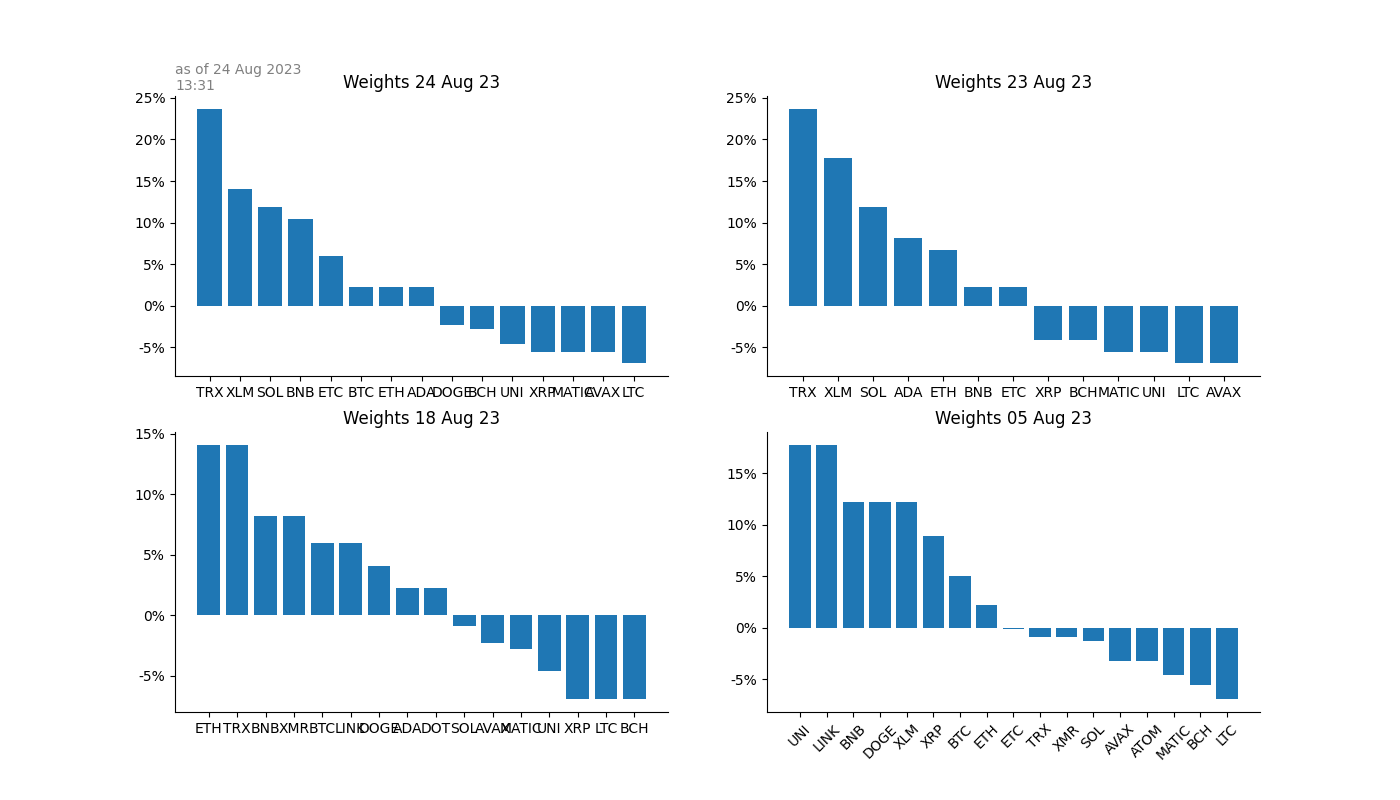 as of 24 Aug 2023
13:31
Weights 24 Aug 23
25%
20%
15%
10%
5%
0%
-5%
TRX XLM SOL BNB ETC BTC ETH ADA DOGE BCH UNI XRP MATIC AVAX LTC
Weights 23 Aug 23
25%
20%
15%
10%
5%
0%
-5%
TRX XLM SOL ADA ETH BNB ETC XRP BCH MATIC UNI LTC AVAX
Weights 18 Aug 23
15%
10%
5%
0%
-5%
ETH TRX BNB XMR BTC LINK DOGE ADA DOT SOL AVAX MATIC UNI XRP LTC BCH
Weights 05 Aug 23
15%
10%
5%
0%
-5%
UNI LINK BNB DOGE XLM XRP BTC ETH ETC TRX XMR SOL AVAX ATOM MATIC BCH LTC